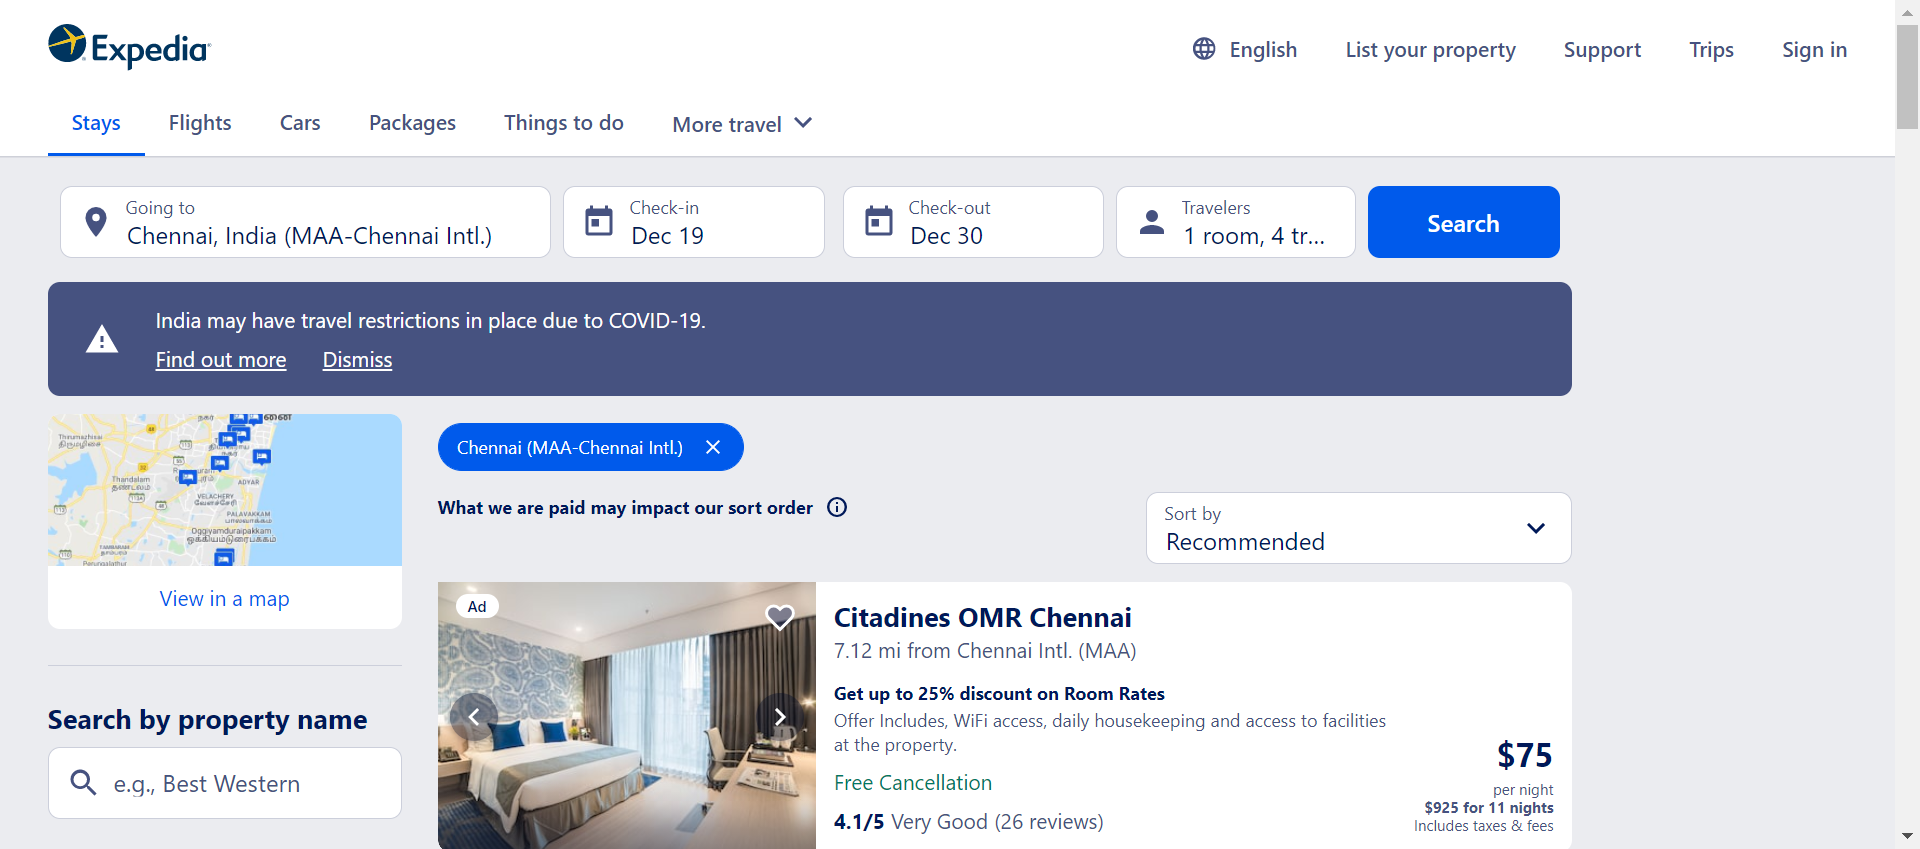 Expedia
English
List your property
Support
Trips
Sign in
Stays
Flights
Cars
Packages
Things to do
More travel
Going to
Chennai, India (MAA-Chennai Intl.)
Check-in
Dec 19
Check-out
Dec 30
Travelers
1 room, 4 tr...
Search
India may have travel restrictions in place due to COVID-19.
Find out more
Dismiss
Thandalam
ADYAR
VELACHERY
PALAVAKKAM
Oggiyamduraipakkam
TAMBARAM
View in a map
Search by property name
e.g., Best Western
Chennai (MAA-Chennai Intl.)
What we are paid may impact our sort order
Sort by
Recommended
Ad
Citadines OMR Chennai
7.12 mi from Chennai Intl. (MAA)
Get up to 25% discount on Room Rates
Offer Includes, WiFi access, daily housekeeping and access to facilities
at the property.
Free Cancellation
4.1/5 Very Good (26 reviews)
$75
per night
$925 for 11 nights
Includes taxes & fees